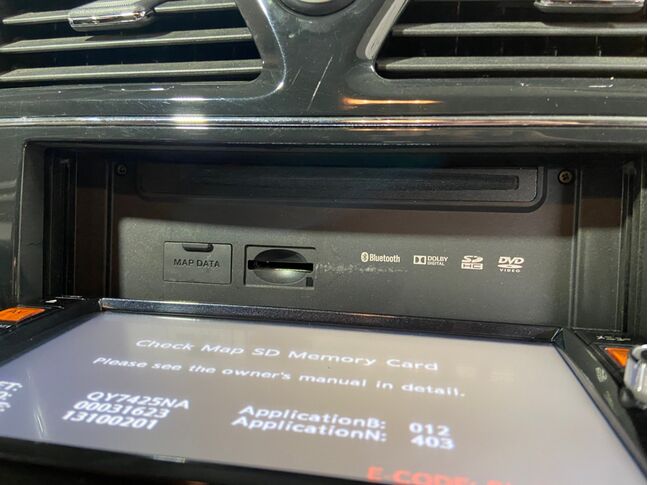 MAP DATA
Bluetooth
DOLBY
DIGITAL
SD
HC
DVD
VIDEO
Check Map SD Memory Card
Please see the owner's manual in detail.
QY7425NA
00031623
13100201
ApplicationB: 012
ApplicationN: 403
E-CODE: